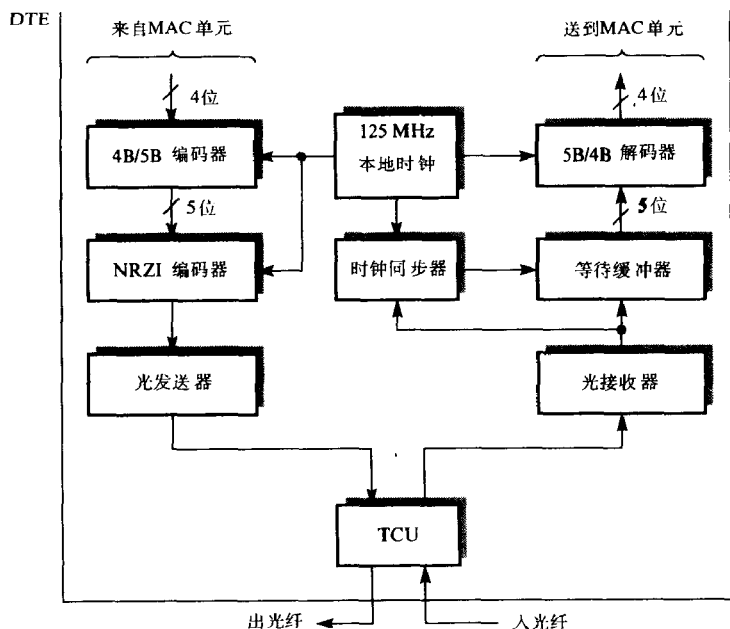 DTE
来自MAC单元
送到MAC单元
4位
4位
4B/5B 编码器
125 MHz
本地时钟
5B/4B 解码器
5位
5位
NRZI 编码器
时钟同步器
等待缓冲器
光发送器
光接收器
TCU
出光纤
入光纤